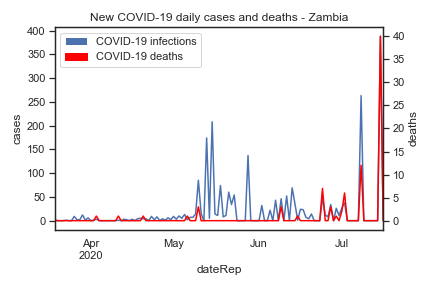 New COVID-19 daily cases and deaths - Zambia
COVID-19 infections
COVID-19 deaths
400
350
300
250
200
150
100
50
0
cases
40
35
30
25
20
15
10
5
0
deaths
Apr
2020
May
Jun
Jul
dateRep